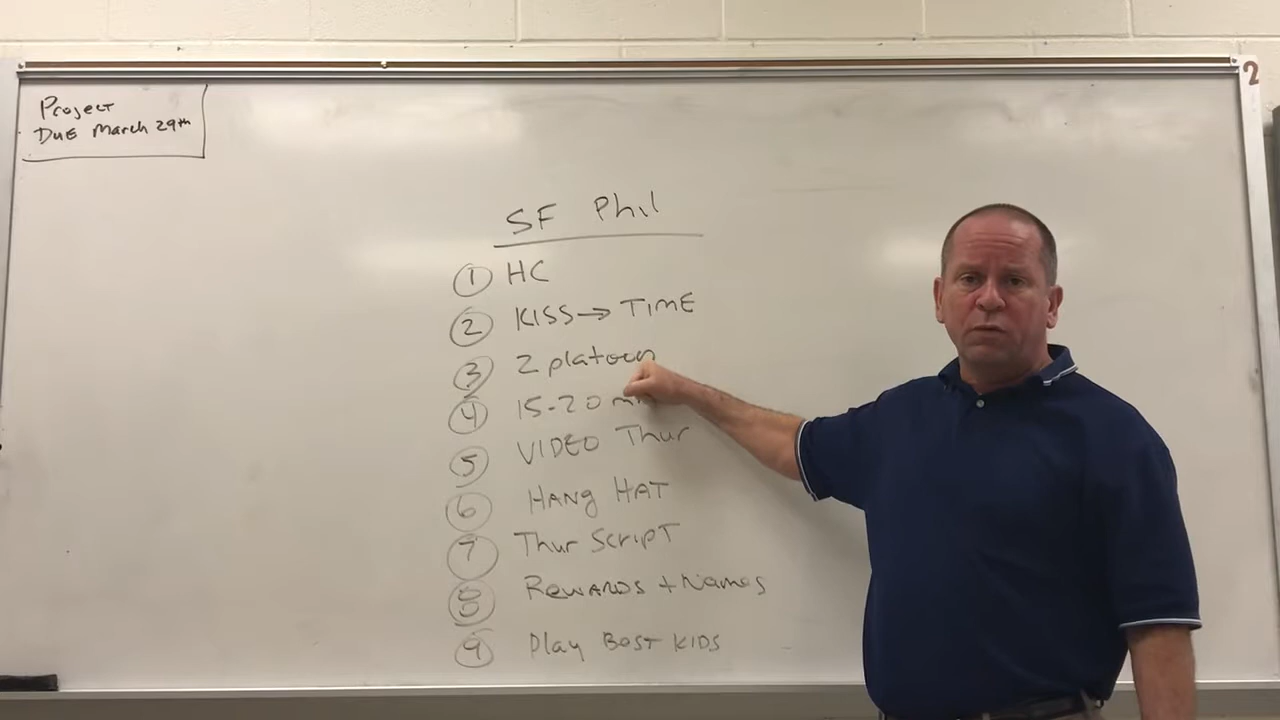 Project
Due March 29th
2
SF Phil
1 HC
2 KISS → TIME
3 2 platoon
4 15-20
5 VIDEO Thur
6 HANG HAT
7 Thur Script
8 Rewards + Names
9 Play Best Kids